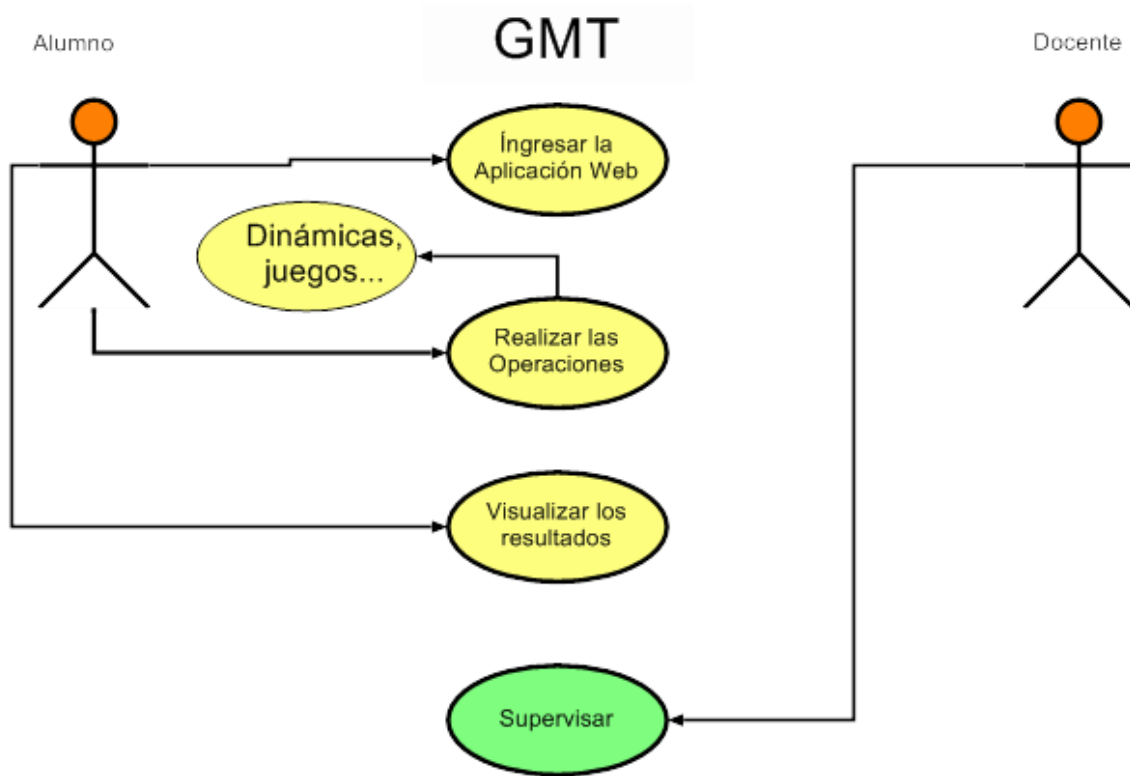 GMT
Alumno
Docente
Íngresar la
Aplicación Web
Dinámicas,
juegos...
Realizar las
Operaciones
Visualizar los
resultados
Supervisar